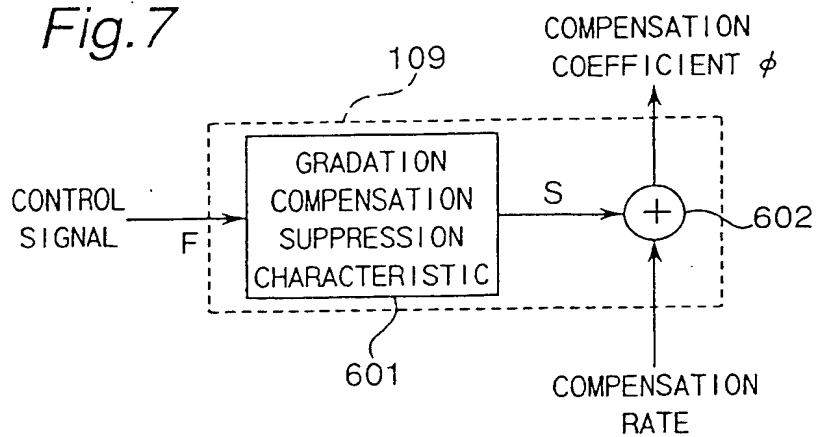 Fig.7
COMPENSATION
COEFFICIENT φ
109
GRADATION
COMPENSATION
SUPPRESSION
CHARACTERISTIC
CONTROL
SIGNAL
F
S
+
602
601
COMPENSATION
RATE